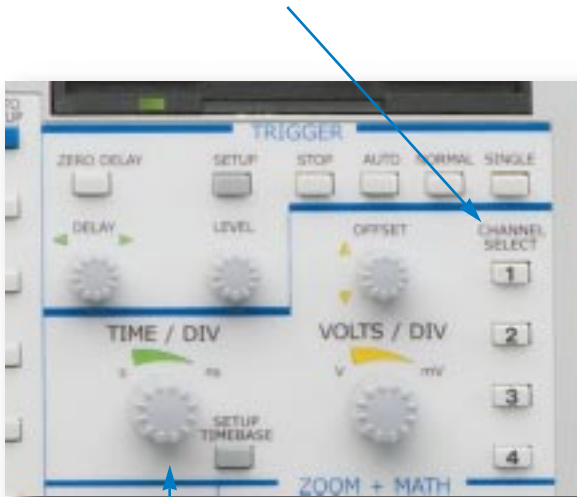 TRIGGER
ZERO DELAY
SETUP
STOP
AUTO
NORMAL
SINGLE
DELAY
LEVEL
OFFSET
CHANNEL
SELECT
1
TIME / DIV
VOLTS / DIV
2
s
ns
V
mV
3
SETUP
TIMEBASE
4
ZOOM + MATH